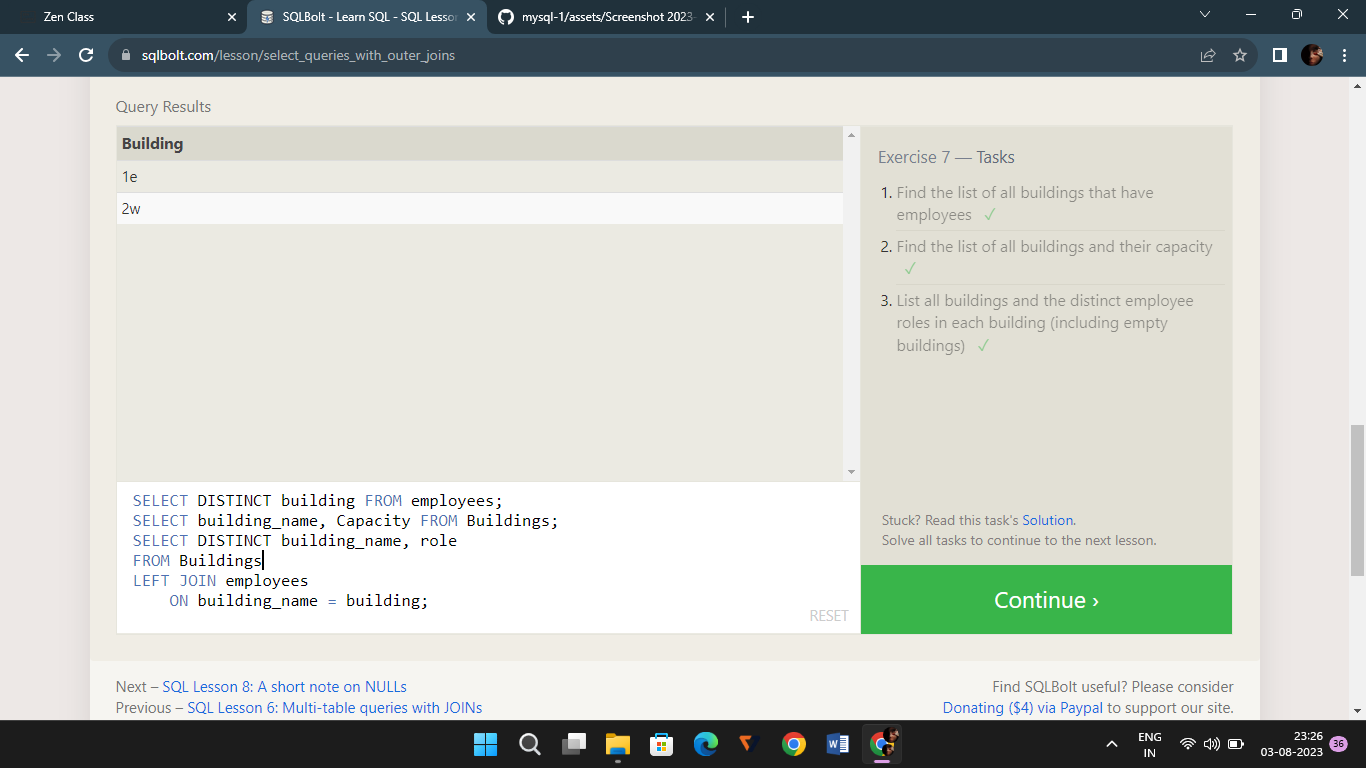 Zen Class
SQLBolt - Learn SQL - SQL Lesson
mysql-1/assets/Screenshot 2023-
sqlbolt.com/lesson/select_queries_with_outer_joins
Query Results
Building
1e
2w
Exercise 7 — Tasks
1. Find the list of all buildings that have
employees ✓
2. Find the list of all buildings and their capacity
✓
3. List all buildings and the distinct employee
roles in each building (including empty
buildings) ✓
SELECT DISTINCT building FROM employees;
SELECT building_name, Capacity FROM Buildings;
SELECT DISTINCT building_name, role
FROM Buildings
LEFT JOIN employees
ON building_name = building;
RESET
Stuck? Read this task's Solution.
Solve all tasks to continue to the next lesson.
Continue ›
Next – SQL Lesson 8: A short note on NULLs
Previous – SQL Lesson 6: Multi-table queries with JOINs
Find SQLBolt useful? Please consider
Donating ($4) via Paypal to support our site.
ENG
IN
23:26
03-08-2023
36